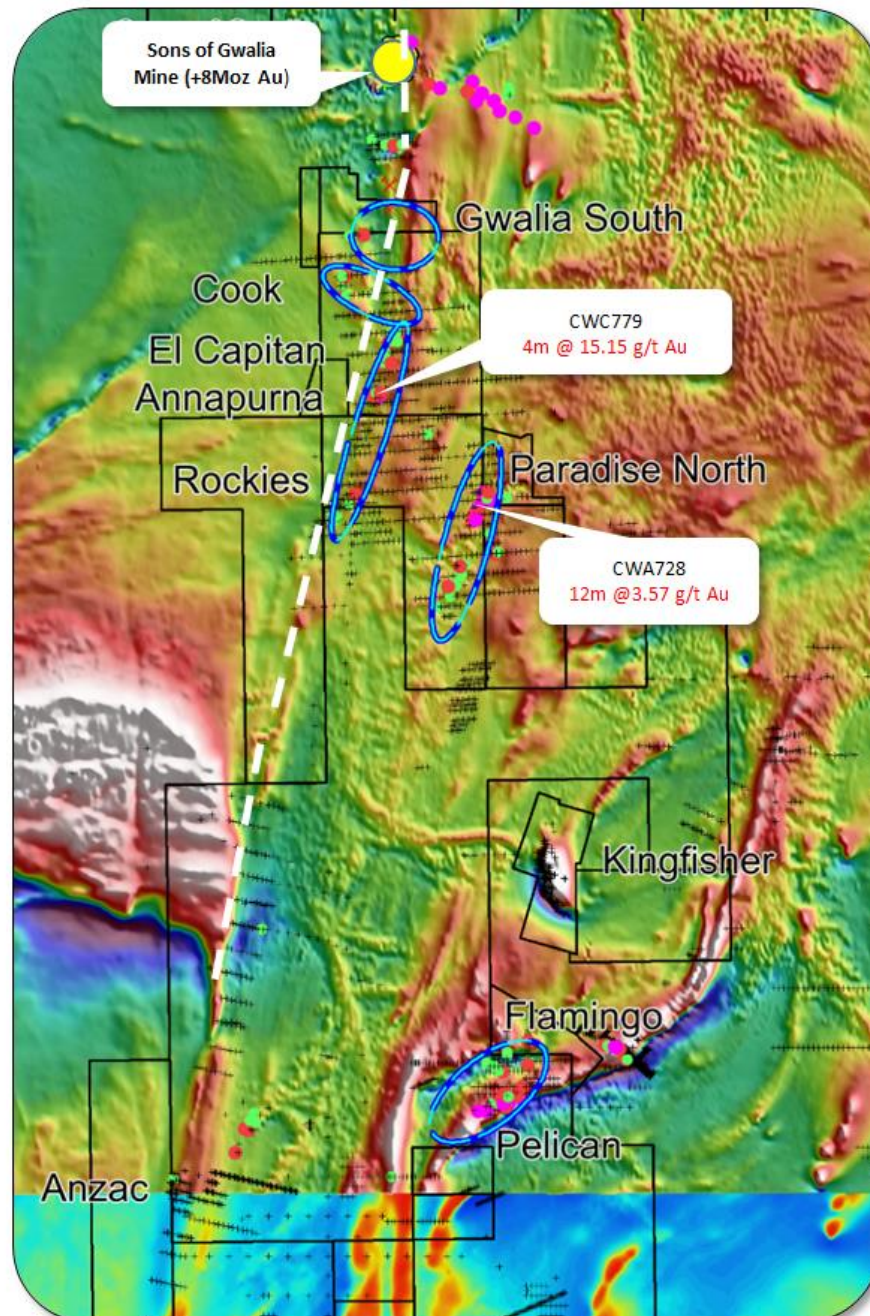 Sons of Gwalia
Mine (+8Moz Au)
Gwalia South
Cook
CWC779
4m @ 15.15 g/t Au
El Capitan
Annapurna
Rockies
Paradise North
CWA728
12m @3.57 g/t Au
Kingfisher
Flamingo
Pelican
Anzac